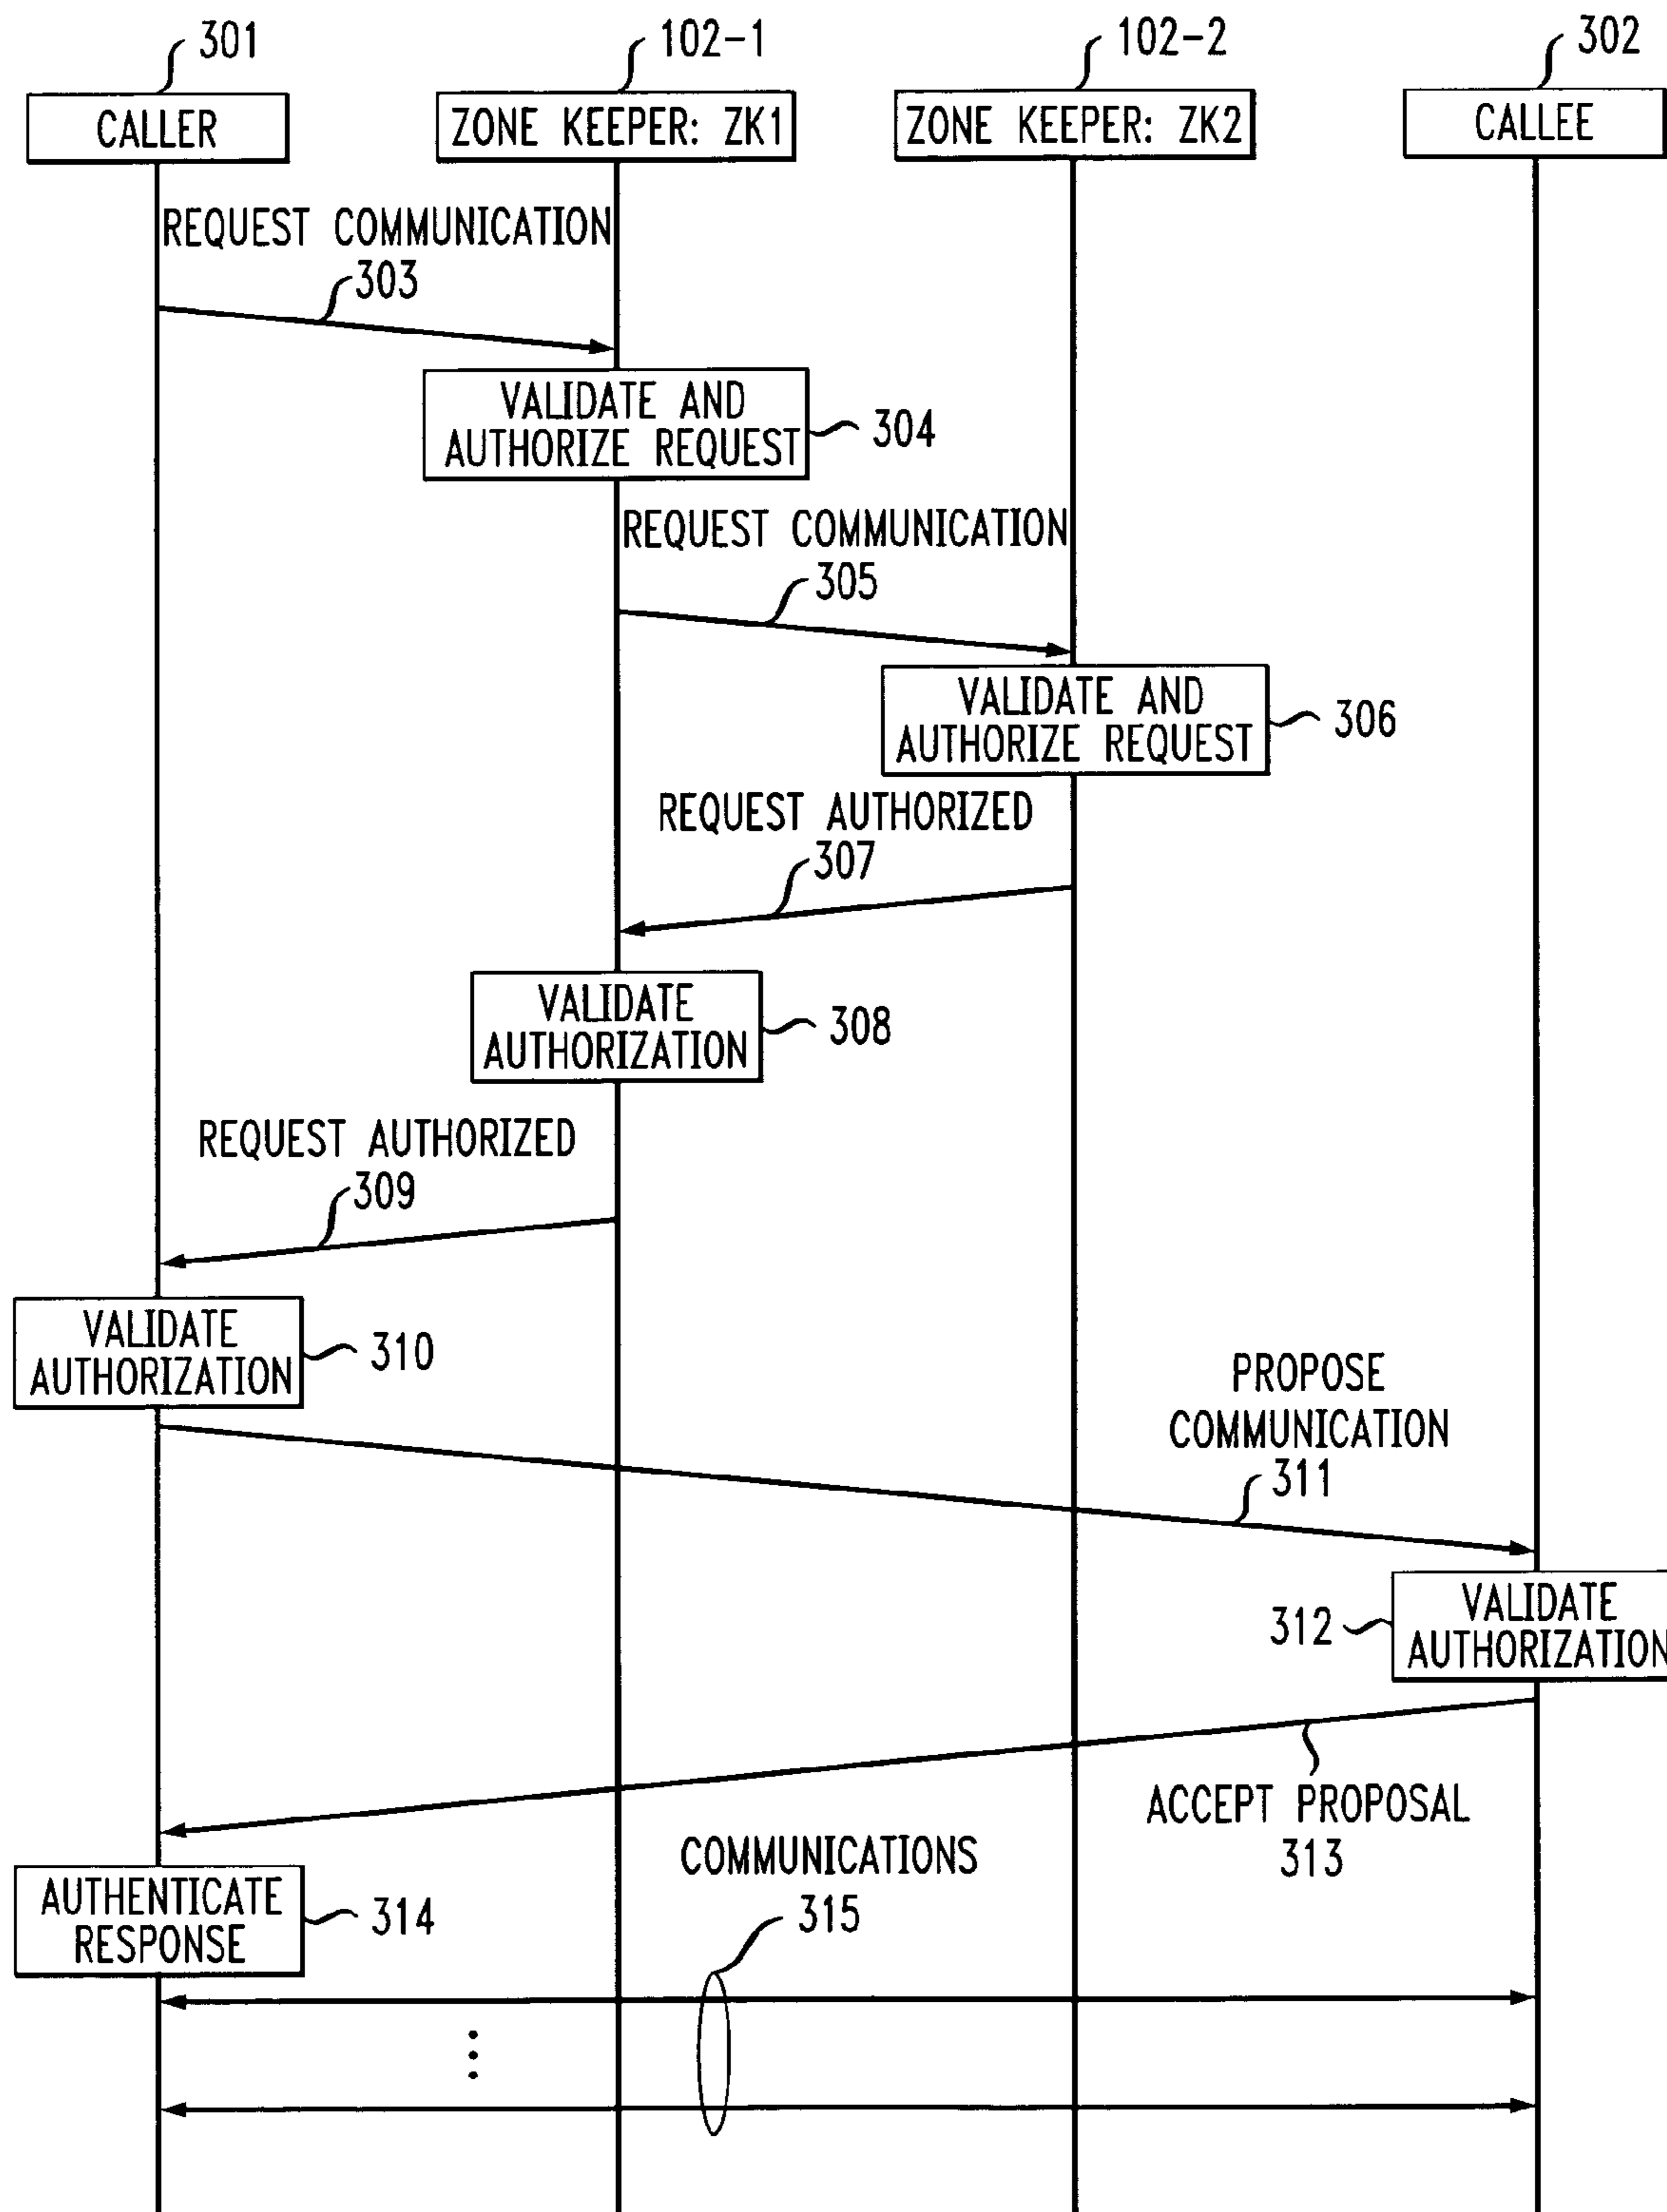 301
102-1
102-2
302
CALLER
ZONE KEEPER: ZK1
ZONE KEEPER: ZK2
CALLEE
REQUEST COMMUNICATION
303
VALIDATE AND
AUTHORIZE REQUEST
304
REQUEST COMMUNICATION
305
VALIDATE AND
AUTHORIZE REQUEST
306
REQUEST AUTHORIZED
307
VALIDATE
AUTHORIZATION
308
REQUEST AUTHORIZED
309
VALIDATE
AUTHORIZATION
310
PROPOSE
COMMUNICATION
311
VALIDATE
AUTHORIZATION
312
ACCEPT PROPOSAL
313
COMMUNICATIONS
315
AUTHENTICATE
RESPONSE
314